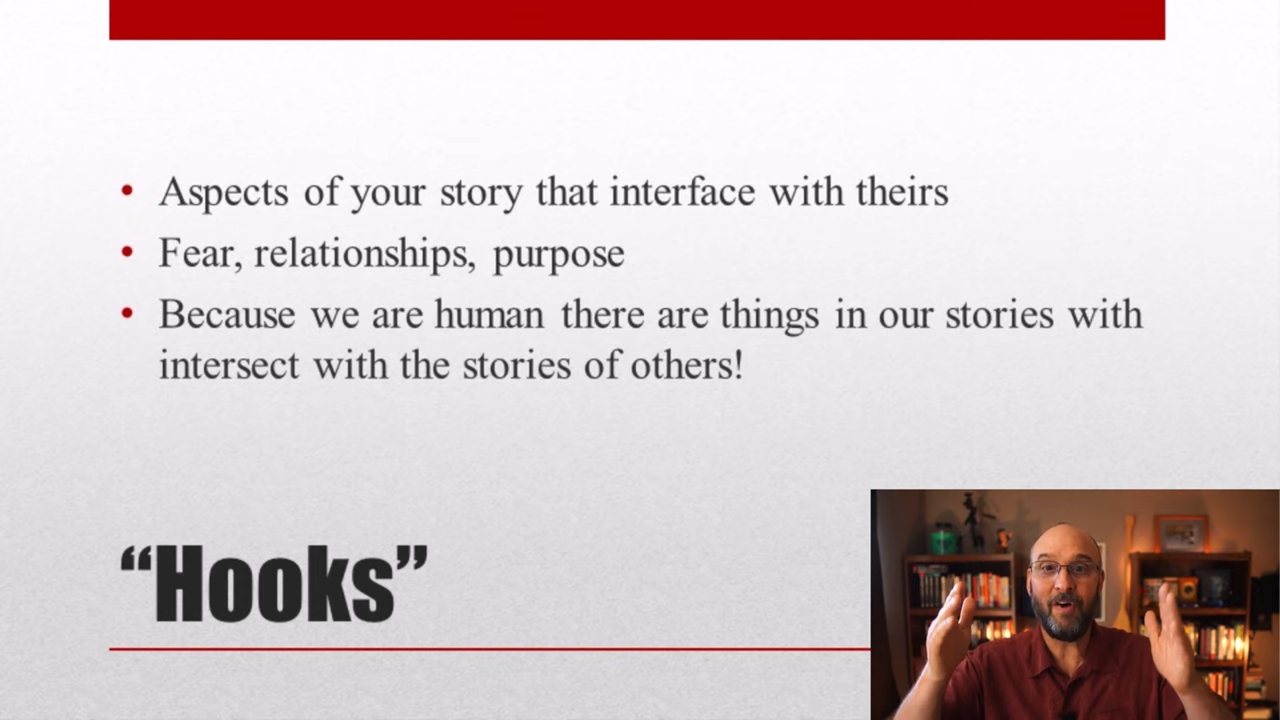 Aspects of your story that interface with theirs
Fear, relationships, purpose
Because we are human there are things in our stories with
intersect with the stories of others!
“Hooks”